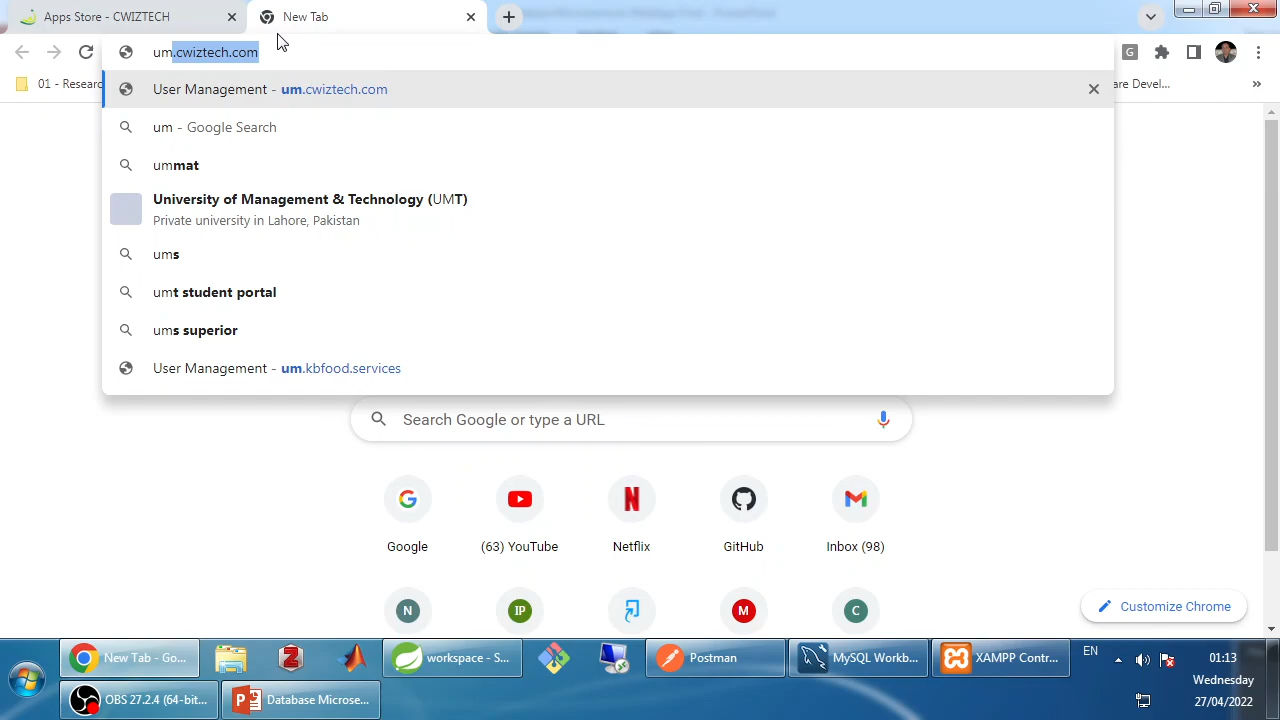 Apps Store - CWIZTECH
New Tab
um.cwiztech.com
G
01 - Researc
are Devel...
»
User Management - um.cwiztech.com
um - Google Search
ummat
University of Management & Technology (UMT)
Private university in Lahore, Pakistan
ums
umt student portal
ums superior
User Management - um.kbfood.services
Search Google or type a URL
Google
(63) YouTube
Netflix
GitHub
Inbox (98)
N
IP
M
C
Customize Chrome
New Tab - Go...
workspace - S...
Postman
MySQL Workb...
XAMPP Contr...
EN
01:13
Wednesday
27/04/2022
OBS 27.2.4 (64-bit...
Database Microse...